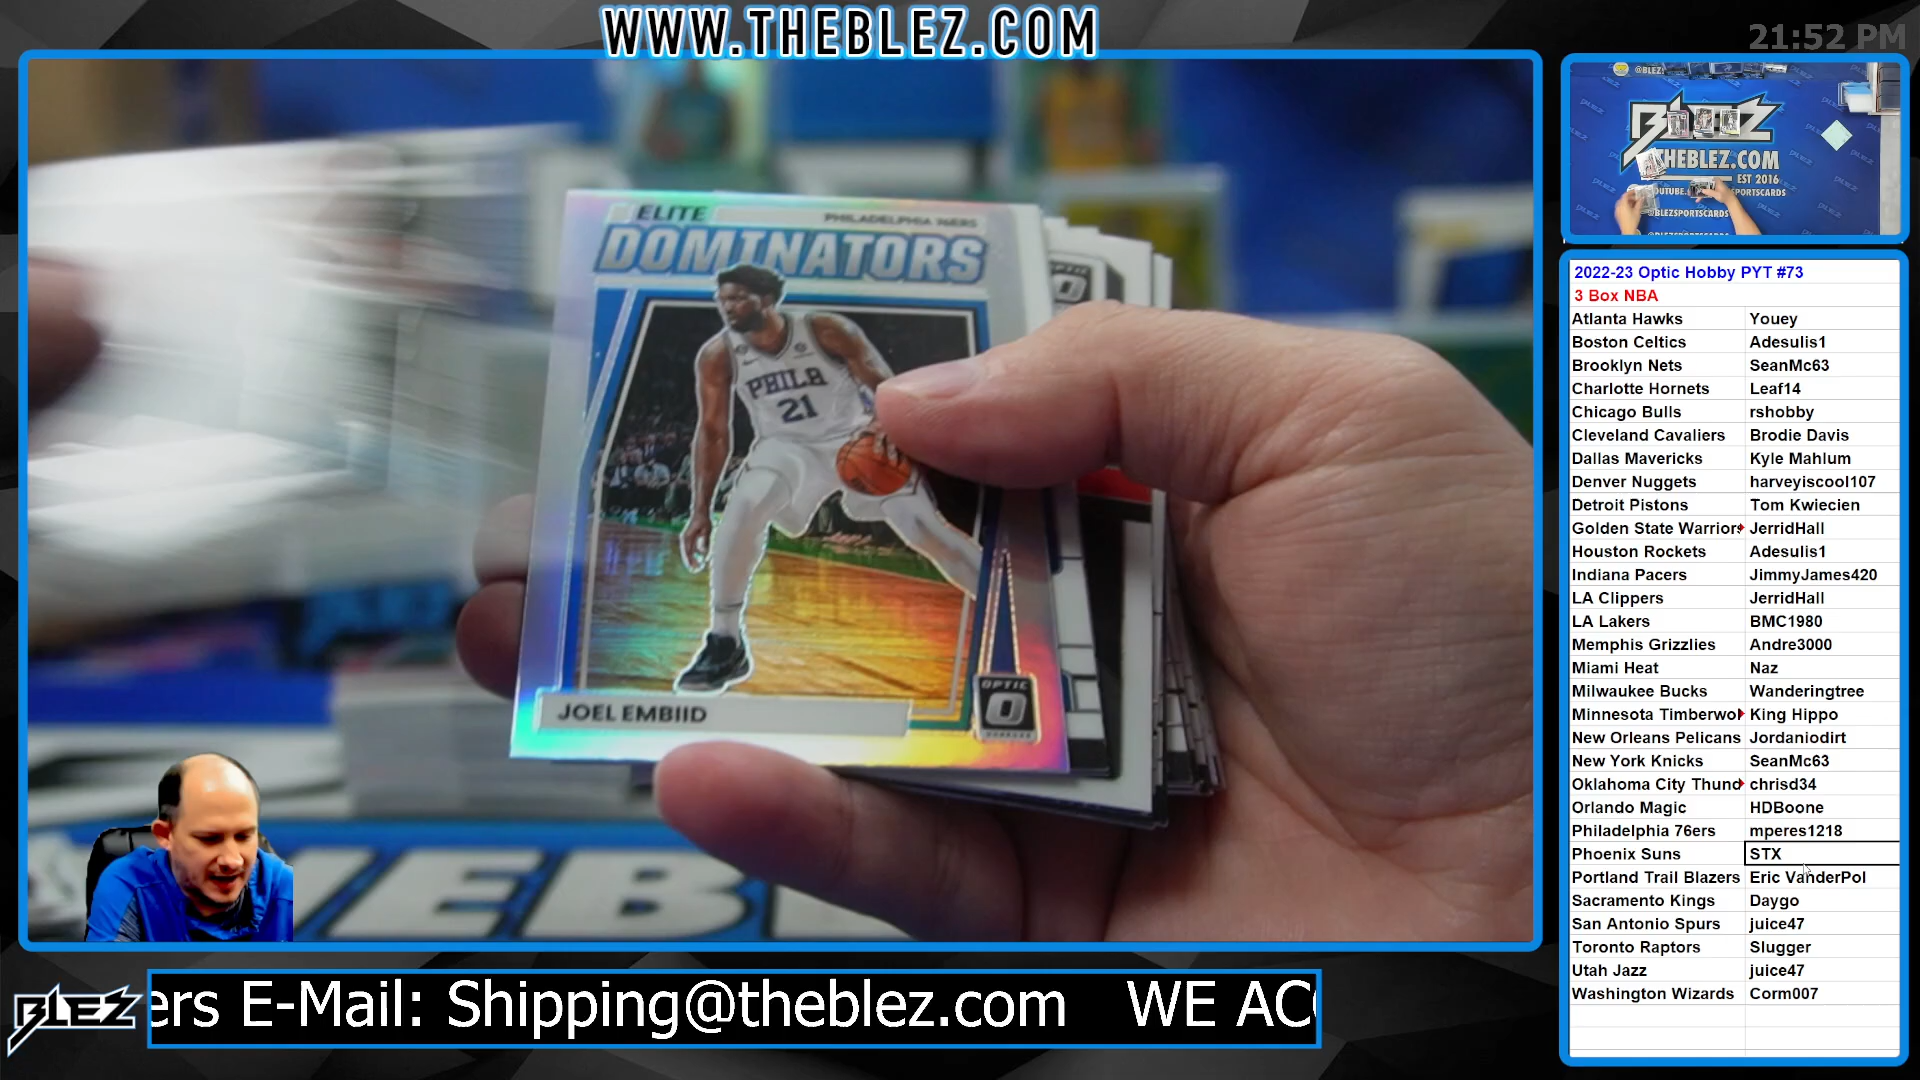 WWW.THEBLEZ.COM
21:52 PM
ELITE
PHILADELPHIA 76ERS
DOMINATORS
PHILA
21
JOEL EMBIID
OPTIC
BLEZ
THEBLEZ.COM
EST 2016
@BLEZSPORTSCARDS
2022-23 Optic Hobby PYT #73
3 Box NBA
Atlanta Hawks Youey
Boston Celtics Adesulis1
Brooklyn Nets SeanMc63
Charlotte Hornets Leaf14
Chicago Bulls rshobby
Cleveland Cavaliers Brodie Davis
Dallas Mavericks Kyle Mahlum
Denver Nuggets harveyiscool107
Detroit Pistons Tom Kwiecien
Golden State Warriors JerridHall
Houston Rockets Adesulis1
Indiana Pacers JimmyJames420
LA Clippers JerridHall
LA Lakers BMC1980
Memphis Grizzlies Andre3000
Miami Heat Naz
Milwaukee Bucks Wanderingtree
Minnesota Timberwol King Hippo
New Orleans Pelicans Jordaniodirt
New York Knicks SeanMc63
Oklahoma City Thund chrisd34
Orlando Magic HDBoone
Philadelphia 76ers mperes1218
Phoenix Suns STX
Portland Trail Blazers Eric VanderPol
Sacramento Kings Daygo
San Antonio Spurs juice47
Toronto Raptors Slugger
Utah Jazz juice47
Washington Wizards Corm007
BLEZ
ers E-Mail: Shipping@theblez.com WE AC